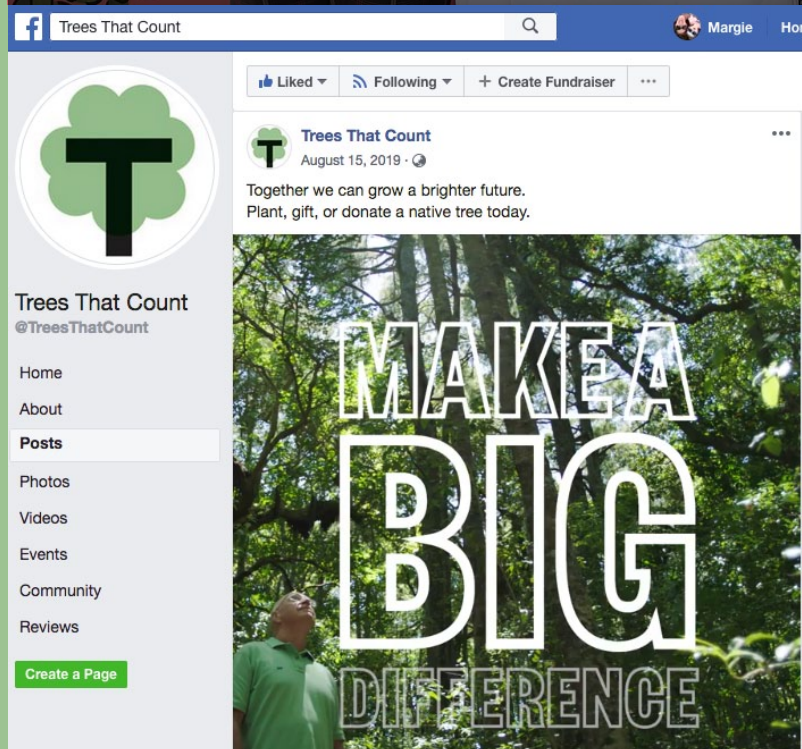 f
Trees That Count
Margie
Ho
T
Trees That Count
@TreesThatCount
Home
About
Posts
Photos
Videos
Events
Community
Reviews
Create a Page
Liked
Following
+ Create Fundraiser
T
Trees That Count
August 15, 2019 ·
Together we can grow a brighter future.
Plant, gift, or donate a native tree today.
MAKE A
BIG
DIFFERENCE